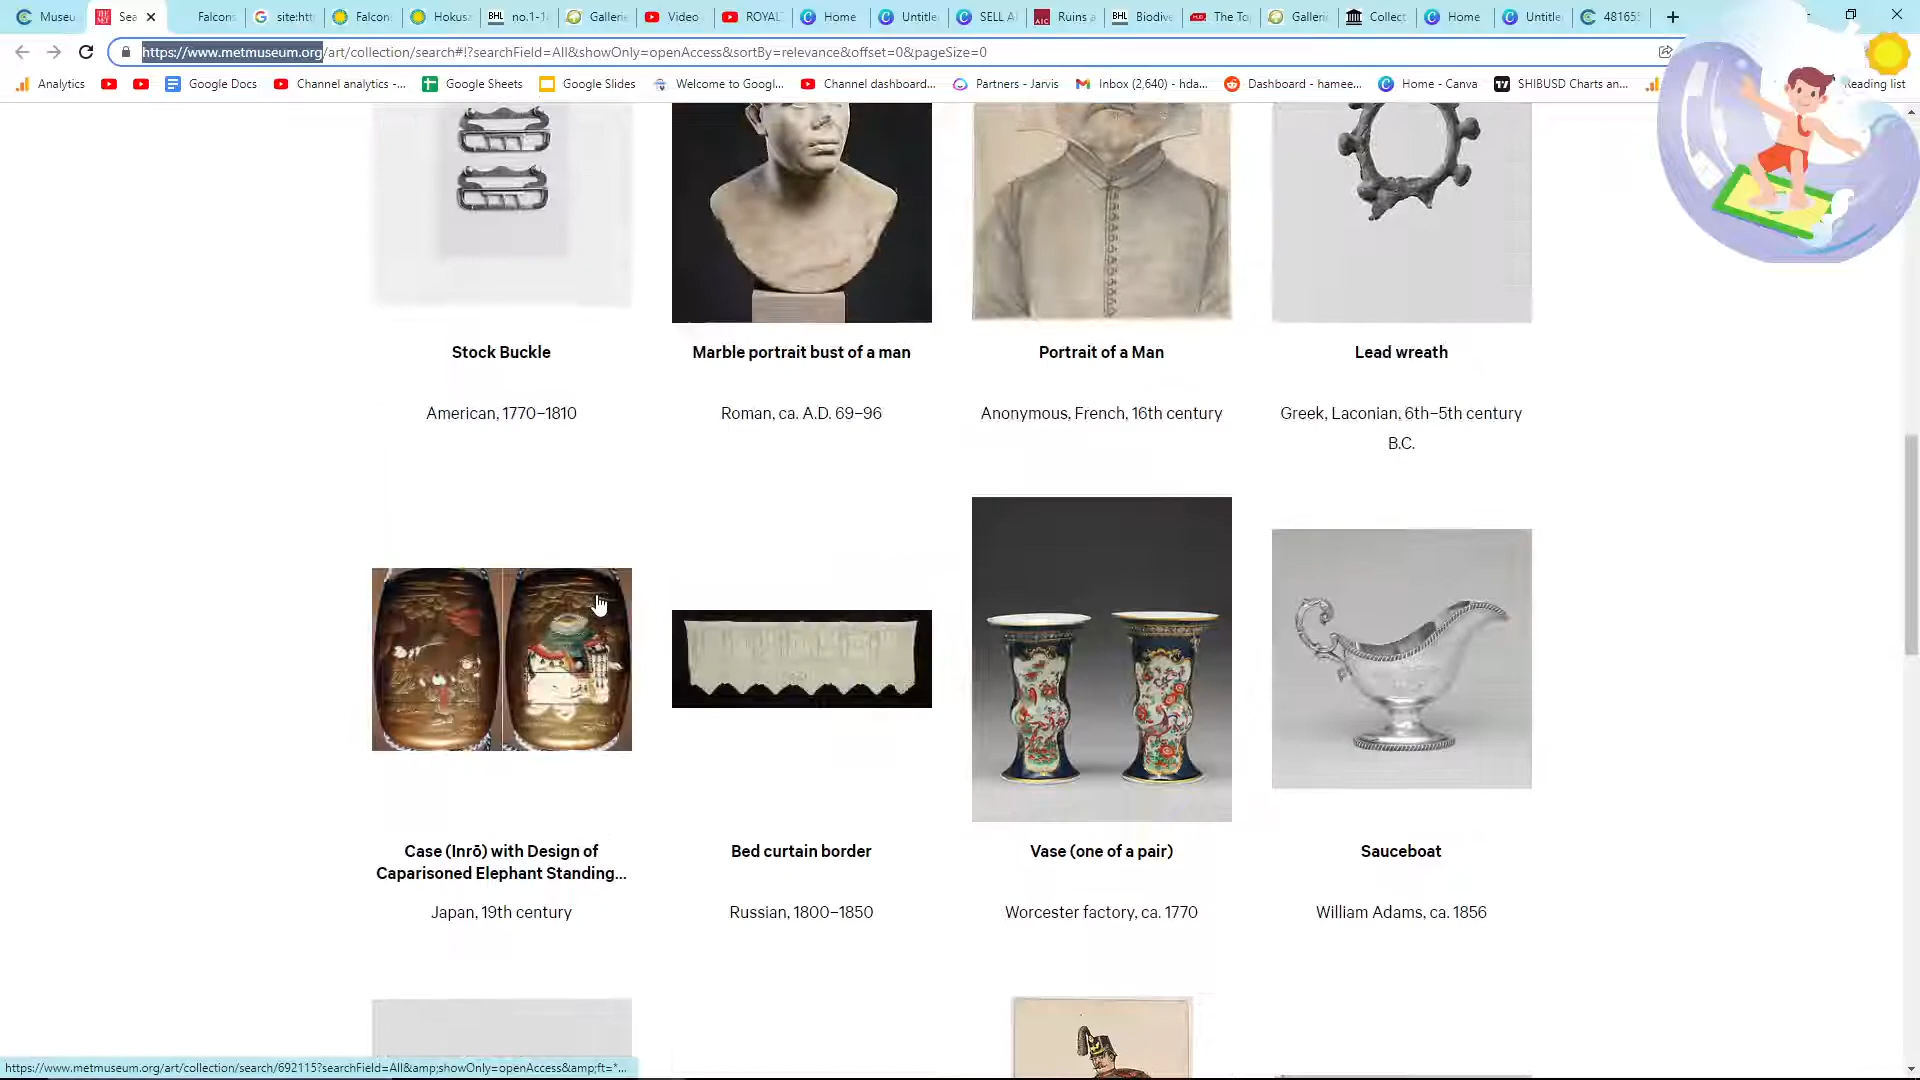 Museu
Sea
Falcons
site:htt
Falcon:
Hokus
BHL
no.1-1
Galleri
Video
ROYAL
Home
Untitle
SELL A
AIC
Ruins a
BHL
Biodiv
The To
Galleri
Collect
Home
Untitle
48165
https://www.metmuseum.org/art/collection/search#!?searchField=All&showOnly=openAccess&sortBy=relevance&offset=0&pageSize=0
Analytics
Google Docs
Channel analytics -...
Google Sheets
Google Slides
Welcome to Googl...
Channel dashboard...
Partners - Jarvis
Inbox (2,640) - hda...
Dashboard - hamee...
Home - Canva
SHIBUSD Charts an...
Reading list
Stock Buckle
Marble portrait bust of a man
Portrait of a Man
Lead wreath
American, 1770–1810
Roman, ca. A.D. 69–96
Anonymous, French, 16th century
Greek, Laconian, 6th–5th century
B.C.
Case (Inrō) with Design of
Caparisoned Elephant Standing...
Bed curtain border
Vase (one of a pair)
Sauceboat
Japan, 19th century
Russian, 1800–1850
Worcester factory, ca. 1770
William Adams, ca. 1856
https://www.metmuseum.org/art/collection/search/692115?searchField=All&amp;showOnly=openAccess&amp;ft=*...